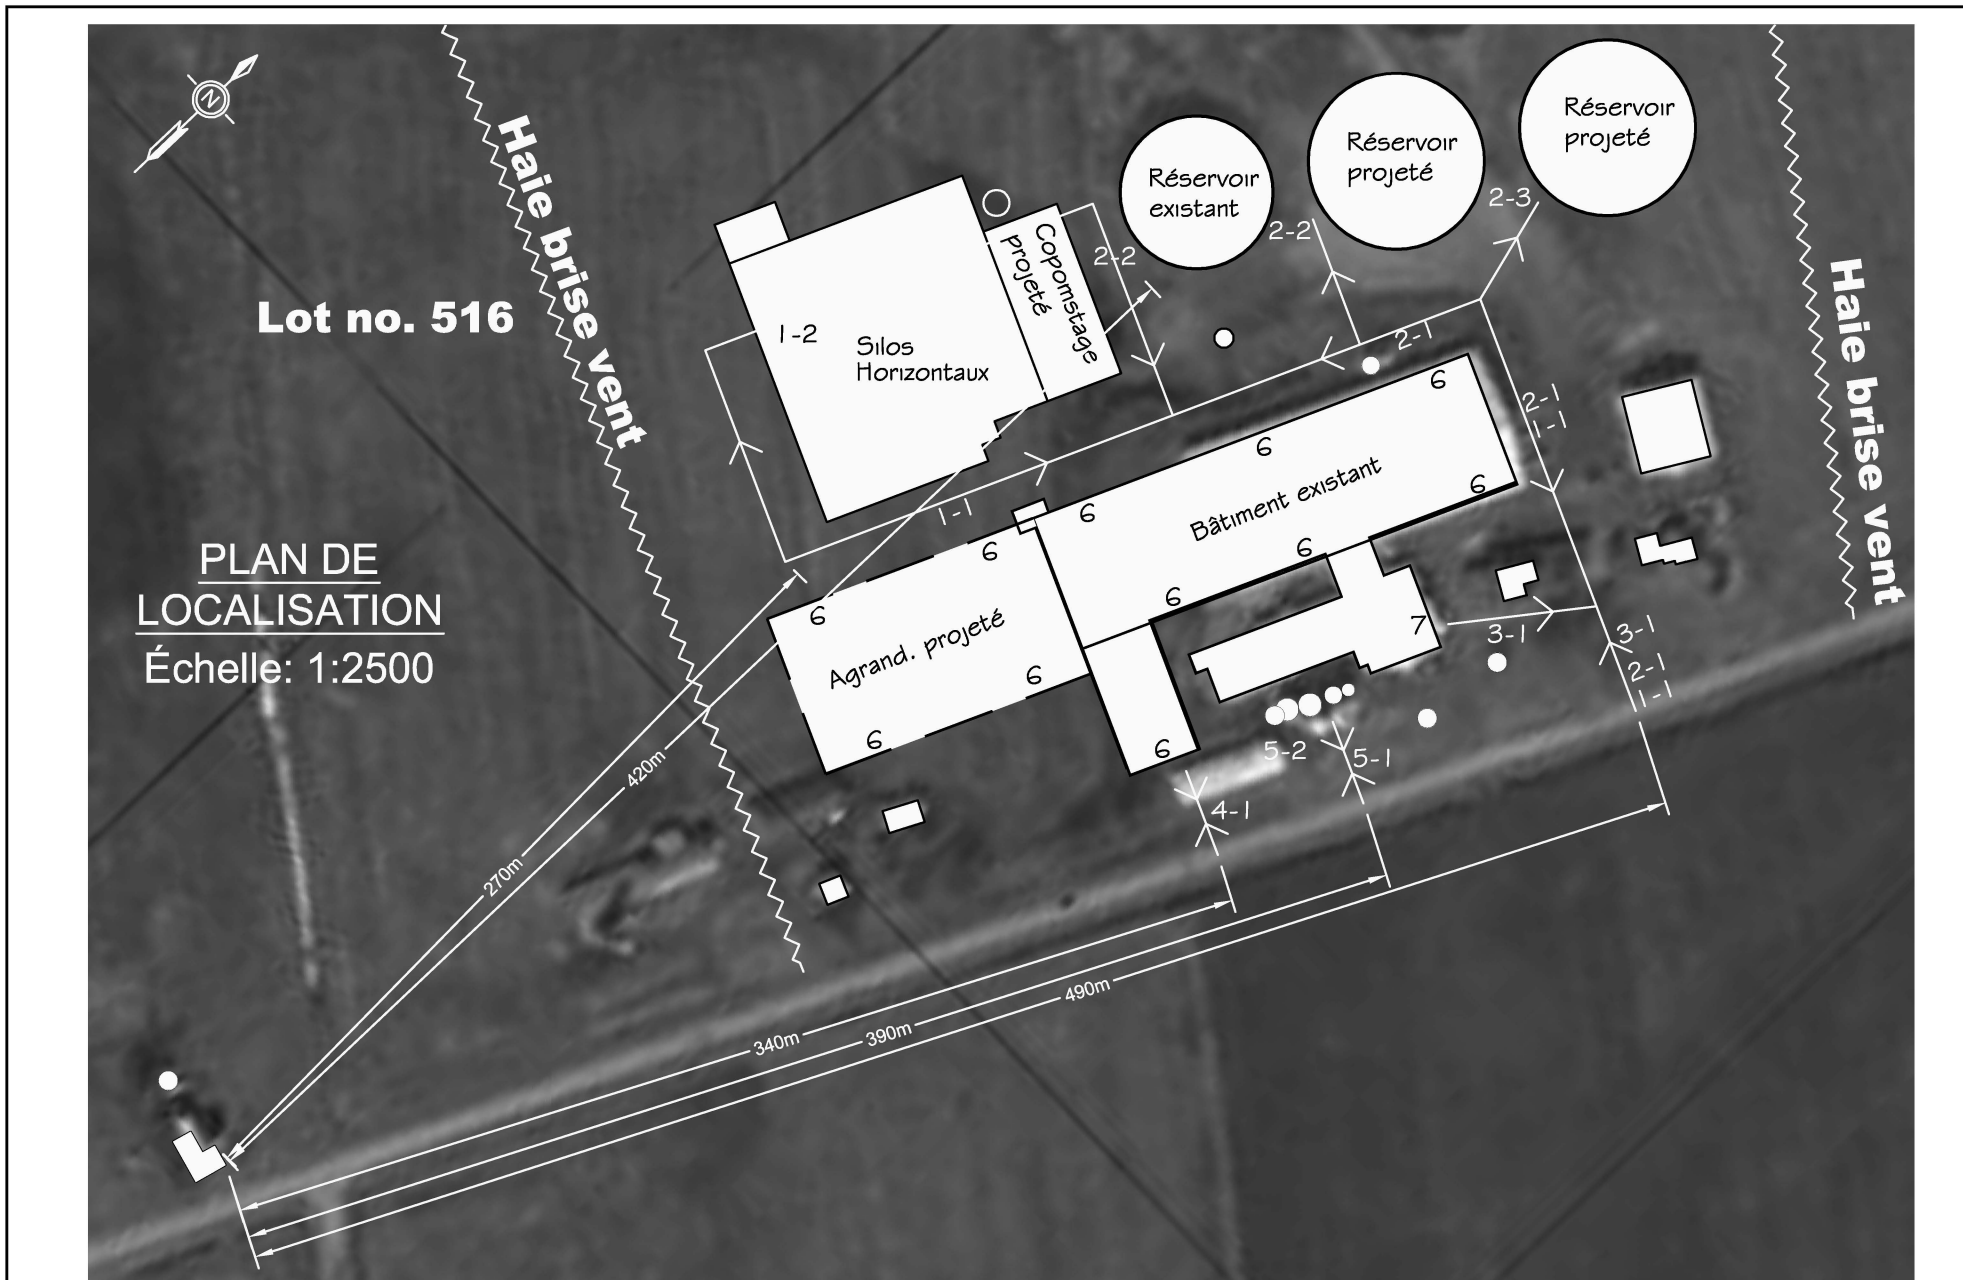 N
Haie brise vent
Lot no. 516
PLAN DE
LOCALISATION
Échelle: 1:2500
Réservoir
existant
Réservoir
projeté
Réservoir
projeté
2-3
2-2
2-2
Copomstage
projeté
1-2
Silos
Horizontaux
2-1
2-1
1-1
Haie brise vent
6
6
6
6
Bâtiment existant
1-1
6
6
6
6
Agrand. projeté
6
6
6
7
3-1
3-1
2-1
1-1
5-2
5-1
4-1
420m
270m
340m
390m
490m